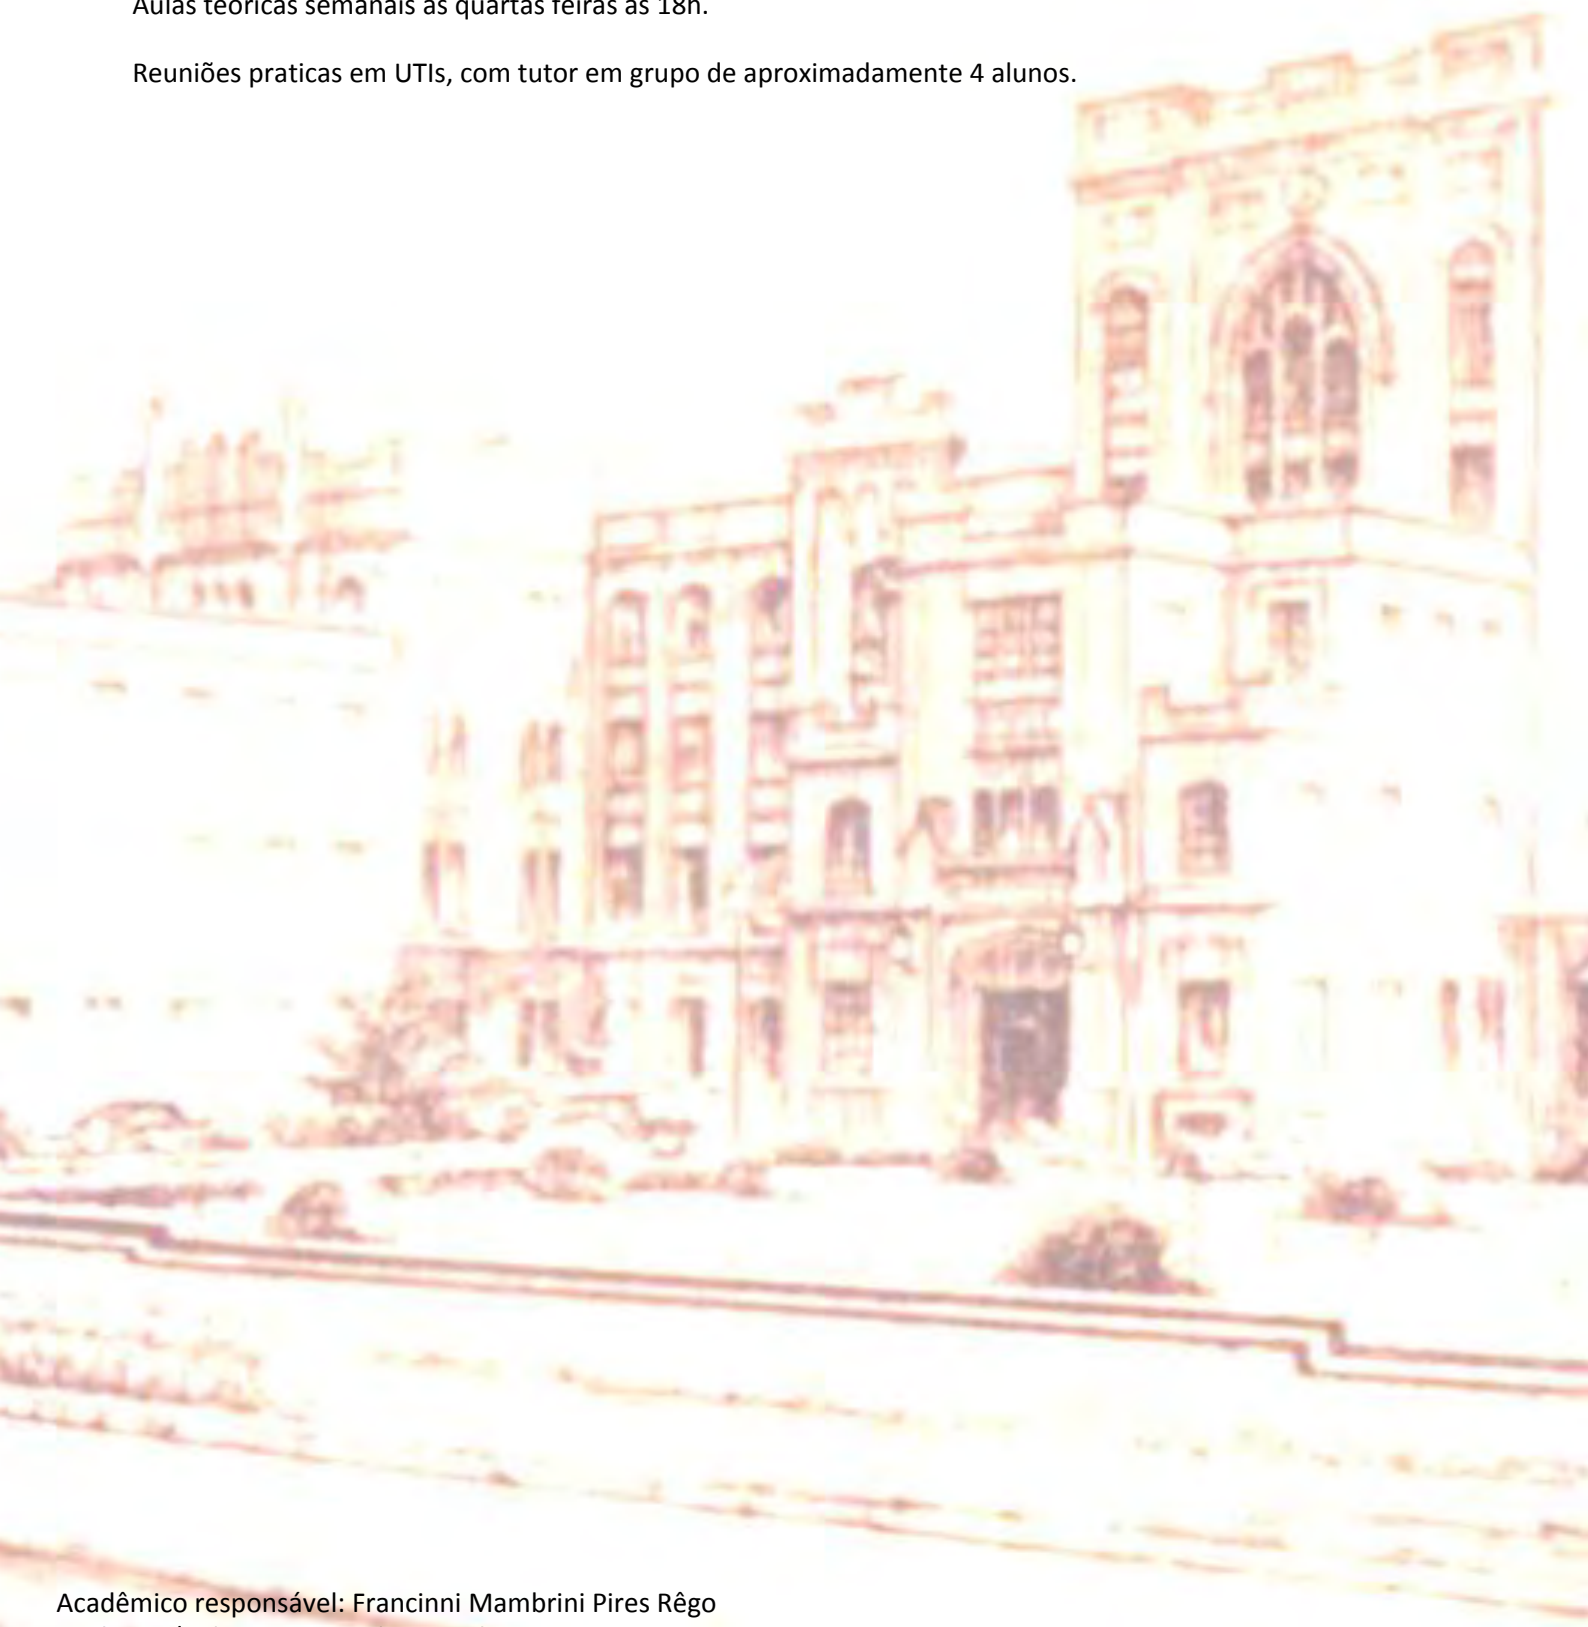 Aulas teoricas semanais as quartas feiras as 18h.
Reuniões praticas em UTIs, com tutor em grupo de aproximadamente 4 alunos.
Acadêmico responsável: Francinni Mambrini Pires Rêgo